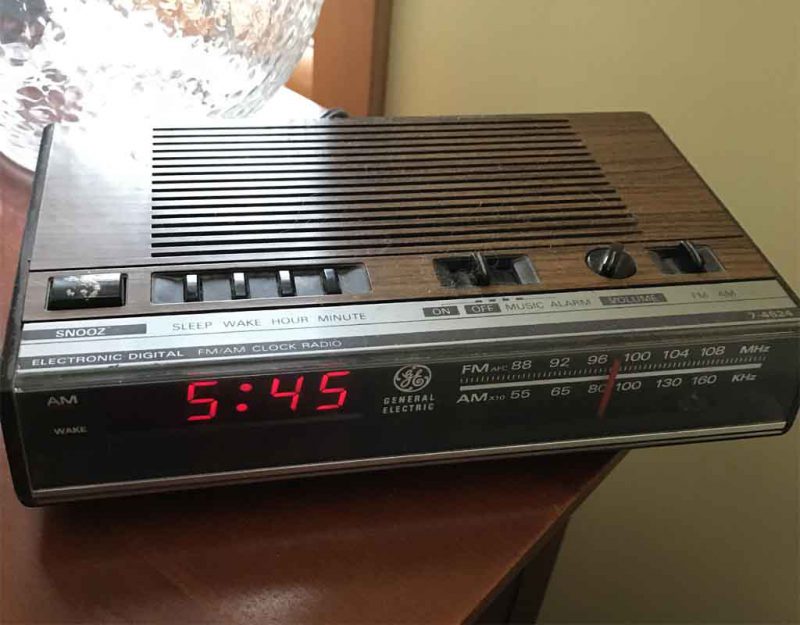 SNOOZ
SLEEP WAKE HOUR MINUTE
ON OFF MUSIC ALARM
VOLUME
FM AM
7-4624
ELECTRONIC DIGITAL FM/AM CLOCK RADIO
AM
WAKE
5:45
GE
GENERAL
ELECTRIC
FM AFC 88 92 96 100 104 108 MHz
AM X10 55 65 80 100 130 160 KHz